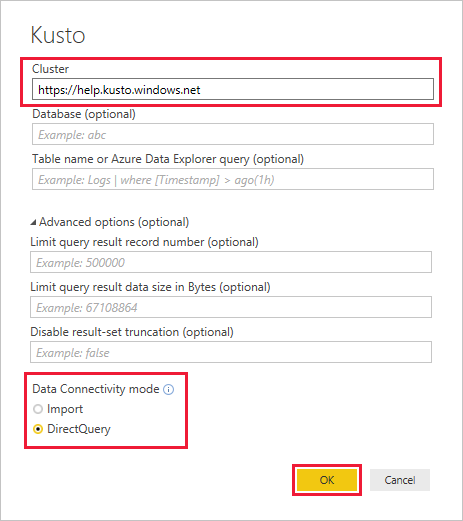 Kusto
Cluster
https://help.kusto.windows.net
Database (optional)
Example: abc
Table name or Azure Data Explorer query (optional)
Example: Logs | where [Timestamp] > ago(1h)
Advanced options (optional)
Limit query result record number (optional)
Example: 500000
Limit query result data size in Bytes (optional)
Example: 67108864
Disable result-set truncation (optional)
Example: false
Data Connectivity mode
Import
DirectQuery
OK Cancel